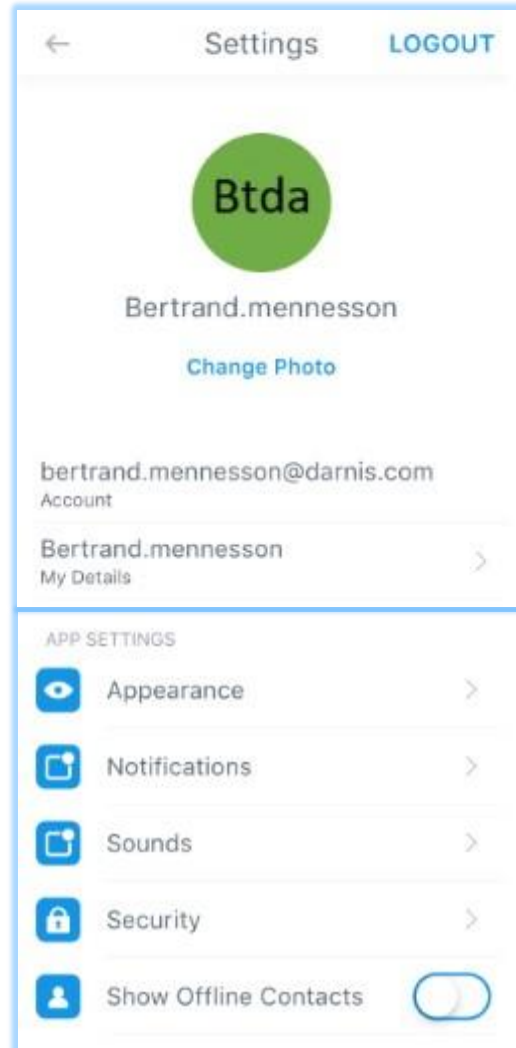 Settings LOGOUT
Btda
Bertrand.mennesson
Change Photo
bertrand.mennesson@darnis.com
Account
Bertrand.mennesson
My Details
APP SETTINGS
Appearance
Notifications
Sounds
Security
Show Offline Contacts